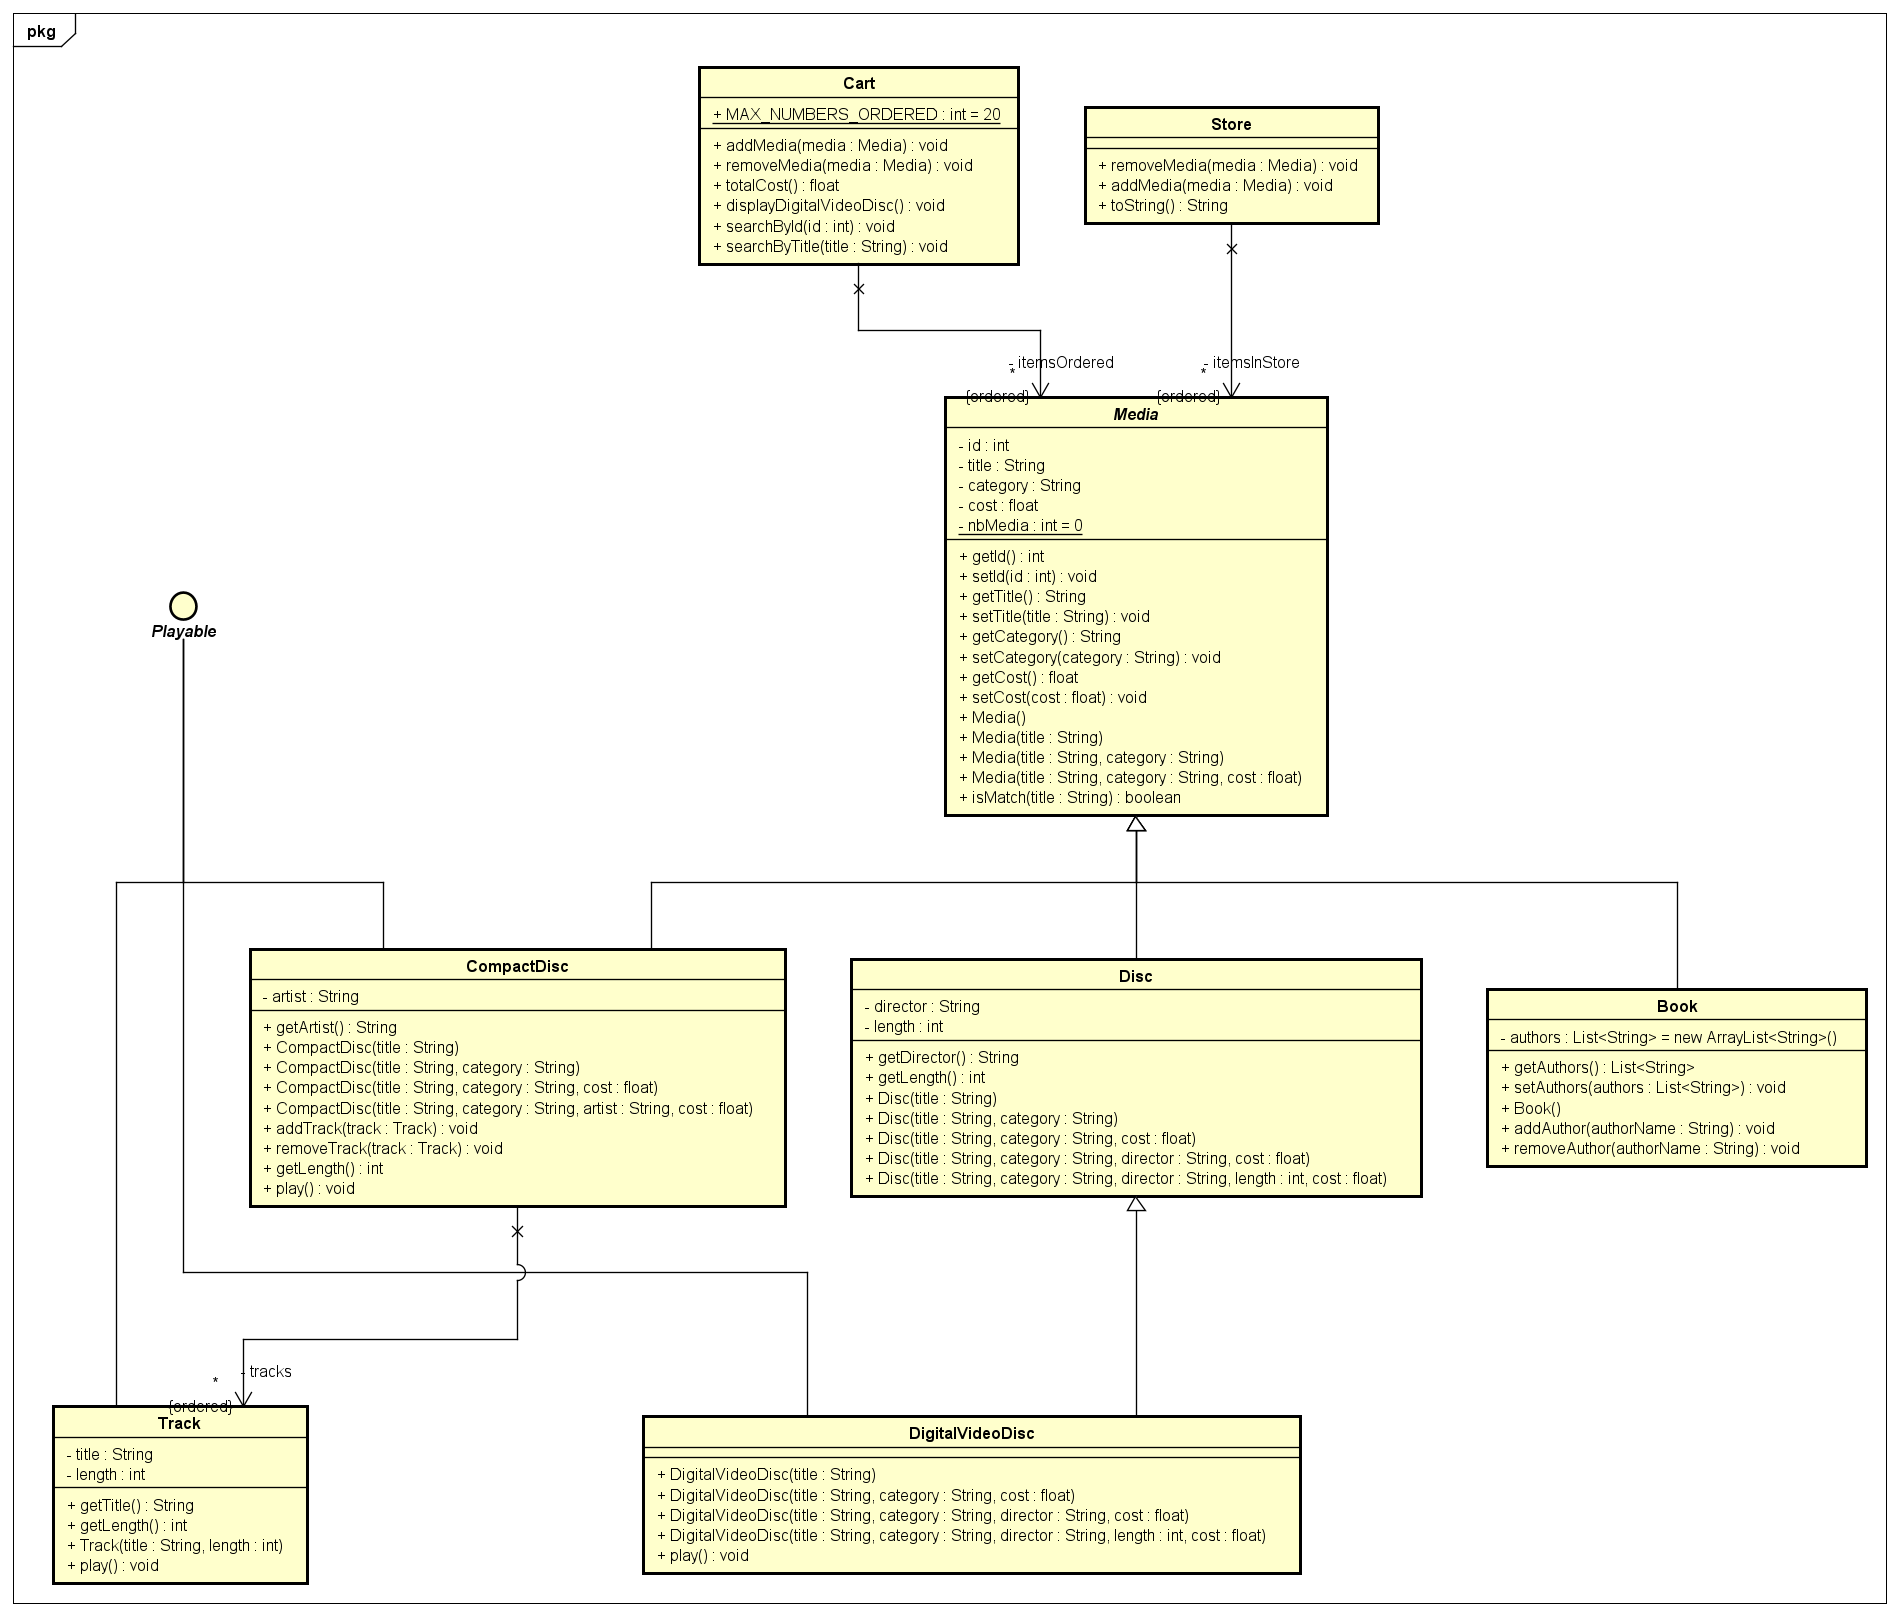 pkg
Cart
+ MAX_NUMBERS_ORDERED : int = 20
+ addMedia(media : Media) : void
+ removeMedia(media : Media) : void
+ totalCost() : float
+ displayDigitalVideoDisc() : void
+ searchById(id : int) : void
+ searchByTitle(title : String) : void
Store
+ removeMedia(media : Media) : void
+ addMedia(media : Media) : void
+ toString() : String
- itemsOrdered
*
{ordered}
- itemsInStore
*
{ordered}
Media
- id : int
- title : String
- category : String
- cost : float
- nbMedia : int = 0
+ getId() : int
+ setId(id : int) : void
+ getTitle() : String
+ setTitle(title : String) : void
+ getCategory() : String
+ setCategory(category : String) : void
+ getCost() : float
+ setCost(cost : float) : void
+ Media()
+ Media(title : String)
+ Media(title : String, category : String)
+ Media(title : String, category : String, cost : float)
+ isMatch(title : String) : boolean
Playable
CompactDisc
- artist : String
+ getArtist() : String
+ CompactDisc(title : String)
+ CompactDisc(title : String, category : String)
+ CompactDisc(title : String, category : String, cost : float)
+ CompactDisc(title : String, category : String, artist : String, cost : float)
+ addTrack(track : Track) : void
+ removeTrack(track : Track) : void
+ getLength() : int
+ play() : void
Disc
- director : String
- length : int
+ getDirector() : String
+ getLength() : int
+ Disc(title : String)
+ Disc(title : String, category : String)
+ Disc(title : String, category : String, cost : float)
+ Disc(title : String, category : String, director : String, cost : float)
+ Disc(title : String, category : String, director : String, length : int, cost : float)
Book
- authors : List<String> = new ArrayList<String>()
+ getAuthors() : List<String>
+ setAuthors(authors : List<String>) : void
+ Book()
+ addAuthor(authorName : String) : void
+ removeAuthor(authorName : String) : void
- tracks
*
{ordered}
Track
- title : String
- length : int
+ getTitle() : String
+ getLength() : int
+ Track(title : String, length : int)
+ play() : void
DigitalVideoDisc
+ DigitalVideoDisc(title : String)
+ DigitalVideoDisc(title : String, category : String, cost : float)
+ DigitalVideoDisc(title : String, category : String, director : String, cost : float)
+ DigitalVideoDisc(title : String, category : String, director : String, length : int, cost : float)
+ play() : void